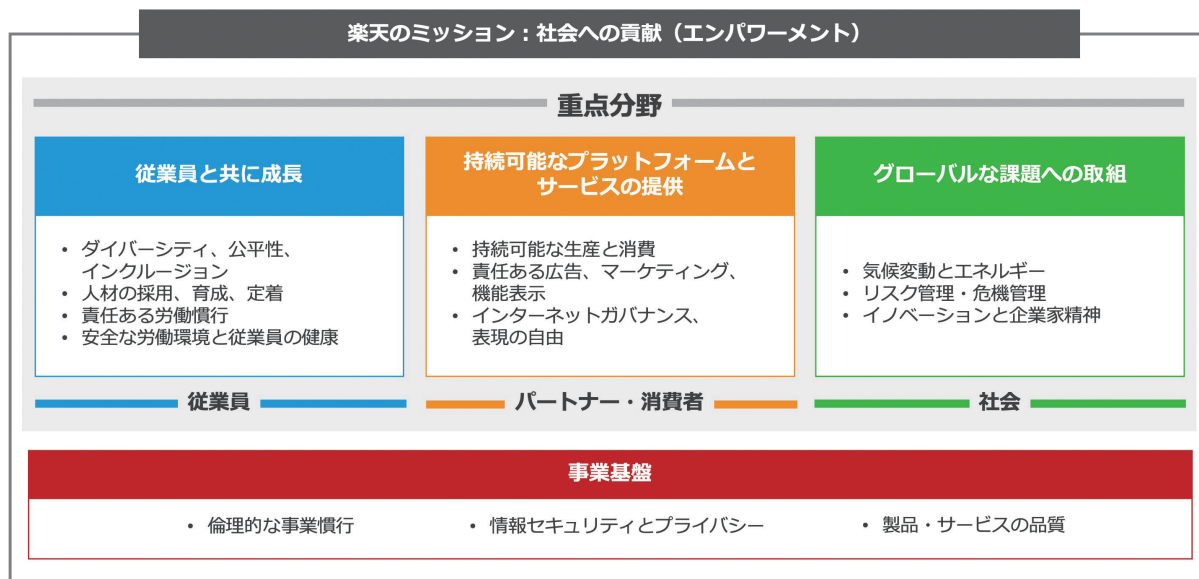 楽天のミッション:社会への貢献(エンパワーメント)
重点分野
従業員と共に成長
• ダイバーシティ、公平性、
インクルージョン
• 人材の採用、育成、定着
• 責任ある労働慣行
• 安全な労働環境と従業員の健康
従業員
持続可能なプラットフォームと
サービスの提供
• 持続可能な生産と消費
• 責任ある広告、マーケティング、
機能表示
• インターネットガバナンス、
表現の自由
パートナー・消費者
グローバルな課題への取組
• 気候変動とエネルギー
• リスク管理・危機管理
• イノベーションと企業家精神
社会
事業基盤
• 倫理的な事業慣行
• 情報セキュリティとプライバシー
• 製品・サービスの品質